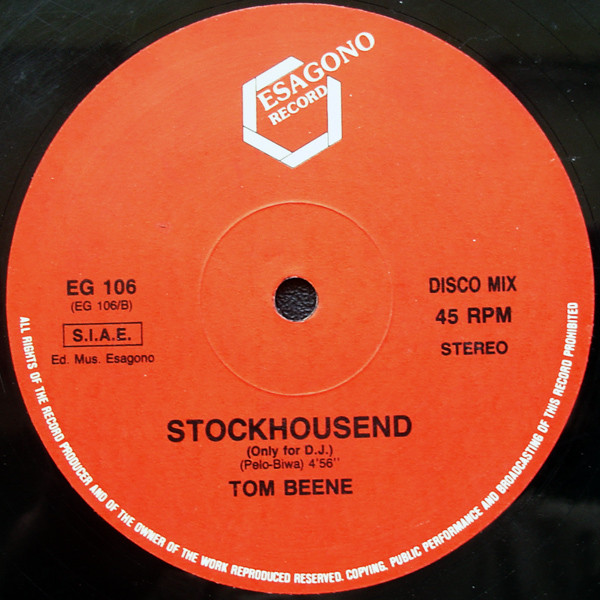 ESAGONO
RECORD
EG 106
(EG 106/B)
S.I.A.E.
Ed. Mus. Esagono
DISCO MIX
45 RPM
STEREO
STOCKHOUSEND
(Only for D.J.)
(Pelo-Biwa) 4'56''
TOM BEENE
ALL RIGHTS OF THE RECORD PRODUCER AND OF THE OWNER OF THE WORK REPRODUCED RESERVED. COPYING, PUBLIC PERFORMANCE AND BROADCASTING OF THIS RECORD PROHIBITED